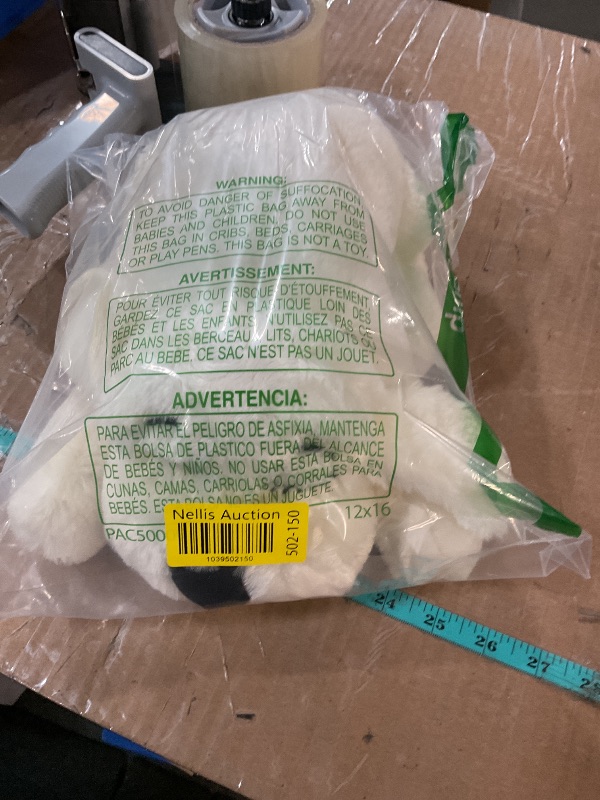 WARNING:
TO AVOID DANGER OF SUFFOCATION
KEEP THIS PLASTIC BAG AWAY FROM
BABIES AND CHILDREN. DO NOT USE
THIS BAG IN CRIBS, BEDS, CARRIAGES
OR PLAY PENS. THIS BAG IS NOT A TOY.
AVERTISSEMENT:
POUR ÉVITER TOUT RISQUE D'ÉTOUFFEMENT
GARDEZ CE SAC EN PLASTIQUE LOIN DES
BÉBÉS ET LES ENFANTS. N'UTILISEZ PAS CE
SAC DANS LES BERCEAU, LITS, CHARIOTS OU
PARC AU BEBE. CE SAC N'EST PAS UN JOUET.
ADVERTENCIA:
PARA EVITAR EL PELIGRO DE ASFIXIA, MANTENGA
ESTA BOLSA DE PLASTICO FUERA DEL ALCANCE
DE BEBÉS Y NIÑOS. NO USAR ESTA BOLSA EN
CUNAS, CAMAS, CARRIOLAS O CORRALES PARA
BEBÉS. ESTA BOLSA NO ES UN JUGUETE.
PAC500
12x16
Nellis Auction
1039502150
502-150
24 25 26 27 28